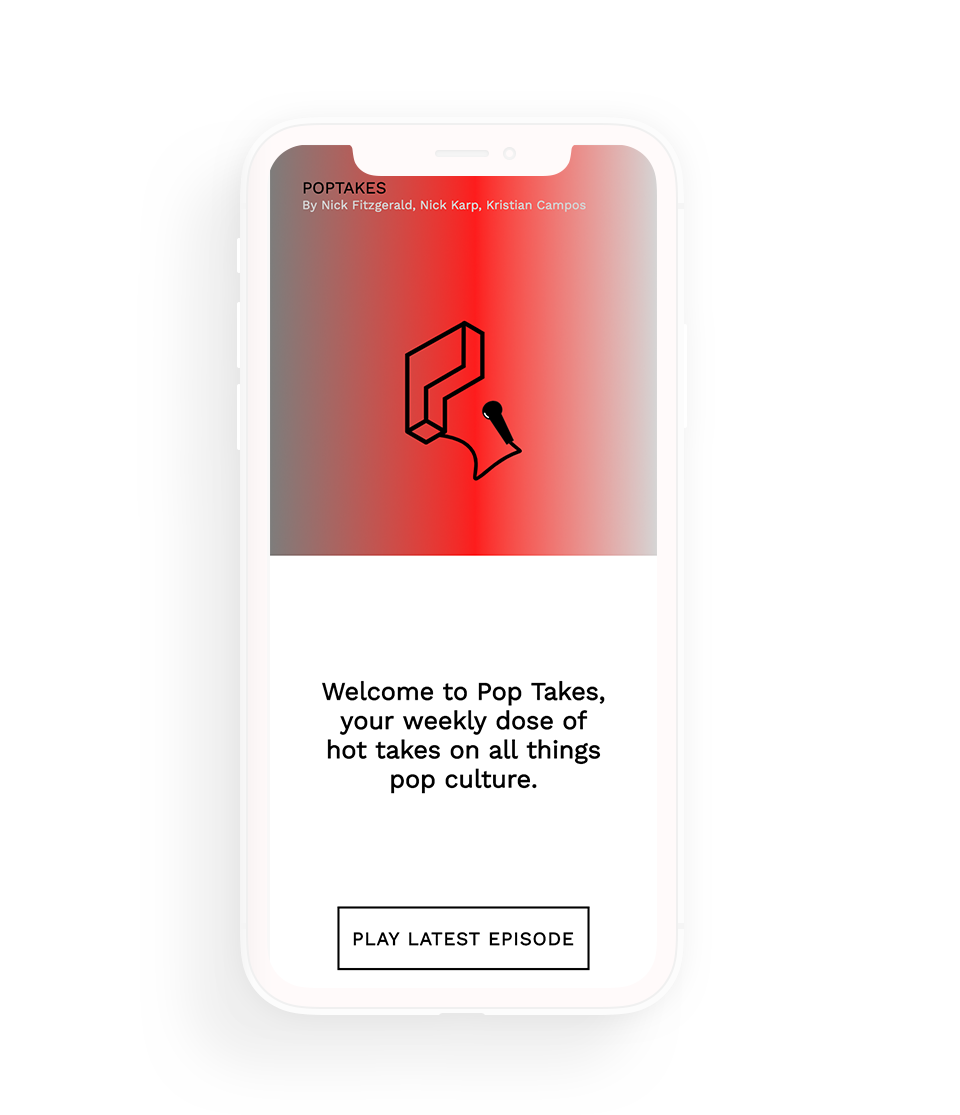 POPTAKES
By Nick Fitzgerald, Nick Karp, Kristian Campos
Welcome to Pop Takes,
your weekly dose of
hot takes on all things
pop culture.
PLAY LATEST EPISODE